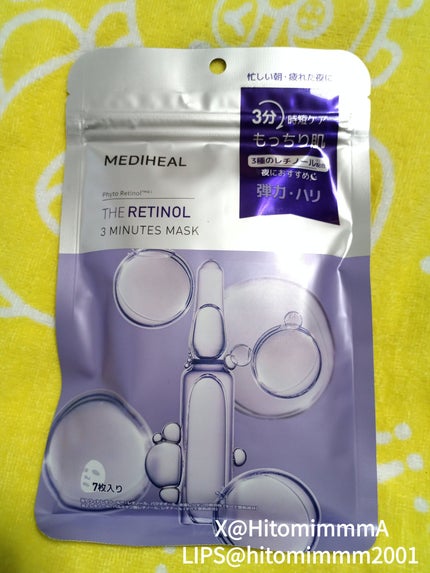 忙しい朝・疲れた夜に
3分 時短ケア
もっちり肌
3種のレチノール
夜におすすめ
弾力・ハリ
MEDIHEAL
Phyto Retinol
THE RETINOL
3 MINUTES MASK
7枚入り
X@HitomimmmA
LIPS@hitomimmm2001